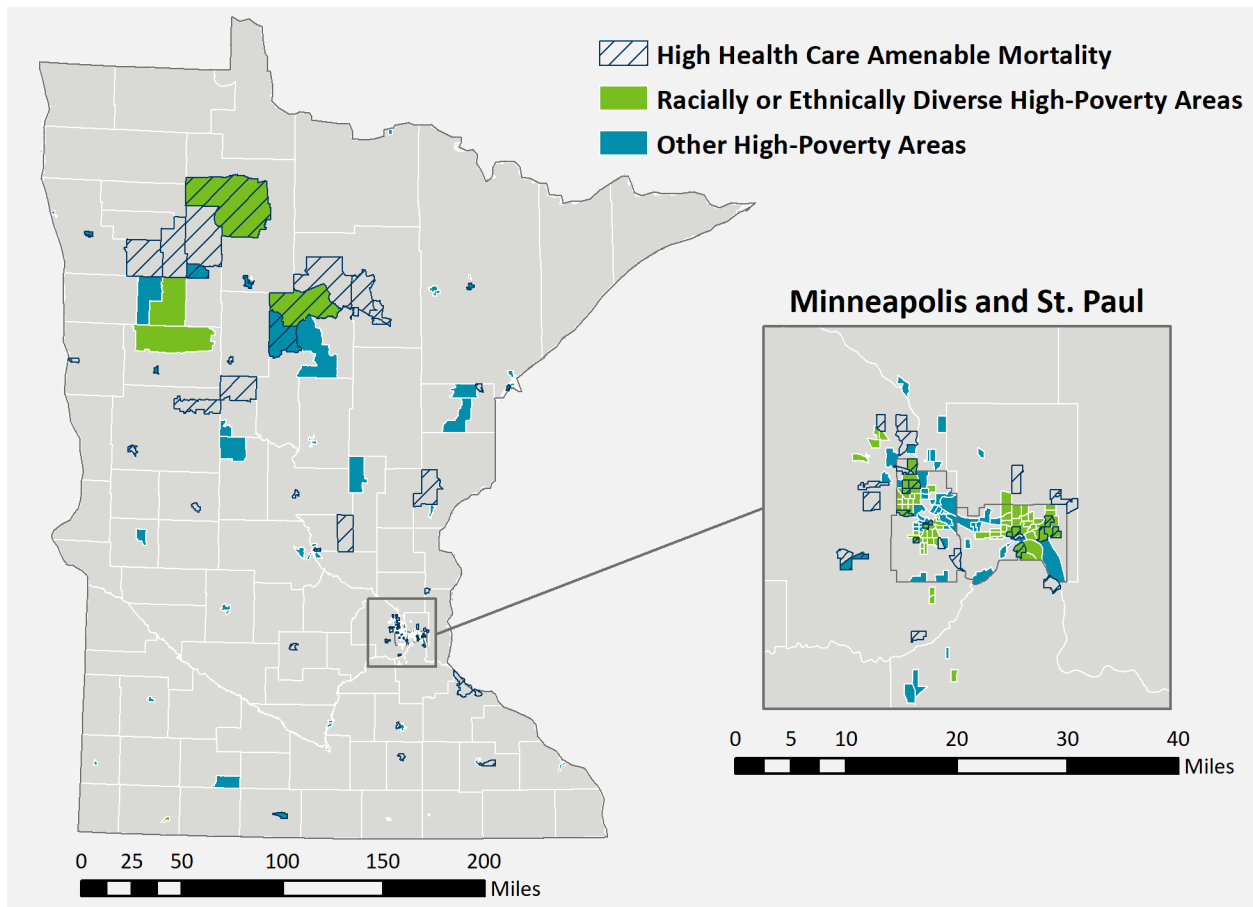 High Health Care Amenable Mortality
Racially or Ethnically Diverse High-Poverty Areas
Other High-Poverty Areas
Minneapolis and St. Paul
0 5 10 20 30 40
Miles
0 25 50 100 150 200
Miles